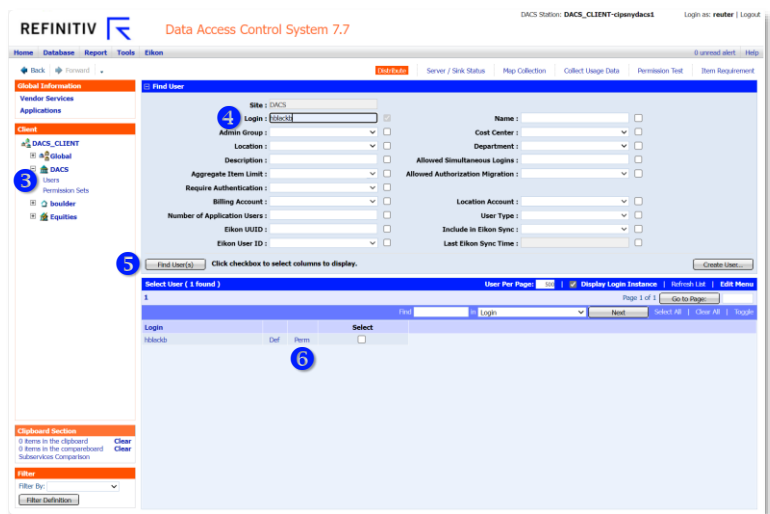 DACS Station: DACS_CLIENT-cipsnydacs1 Login as: reuter | Logout
REFINITIV Data Access Control System 7.7
Home Database Report Tools Eikon 0 unread alert Help
Back Forward Distribute Server / Sink Status Map Collection Collect Usage Data Permission Test Item Requirement
Global Information
Vendor Services
Applications
Client
DACS_CLIENT
Global
DACS
3
Users
Permission Sets
boulder
Equities
Find User
Site : DACS
4 Login : hblackb Name :
Admin Group : Cost Center :
Location : Department :
Description : Allowed Simultaneous Logins :
Aggregate Item Limit : Allowed Authorization Migration :
Require Authentication :
Billing Account : Location Account :
Number of Application Users : User Type :
Eikon UUID : Include in Eikon Sync :
Eikon User ID : Last Eikon Sync Time :
5 Find User(s) Click checkbox to select columns to display. Create User...
Select User ( 1 found ) User Per Page: 500 | Display Login Instance | Refresh List | Edit Menu
1 Page 1 of 1 Go to Page:
Find in Login Next Select All | Clear All | Toggle
Login Select
hblackb Def Perm
6
Clipboard Section
0 items in the clipboard Clear
0 items in the compareboard Clear
Subservices Comparison
Filter
Filter By:
Filter Definition